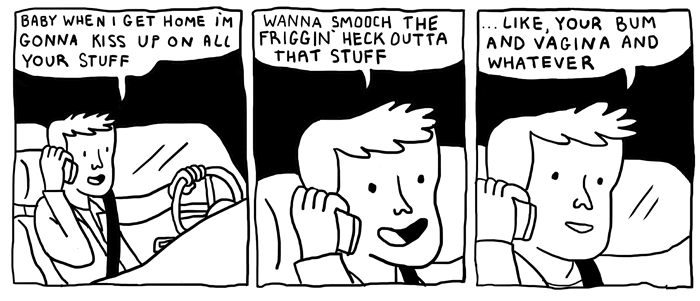 BABY WHEN I GET HOME I'M
GONNA KISS UP ON ALL
YOUR STUFF
WANNA SMOOCH THE
FRIGGIN' HECK OUTTA
THAT STUFF
...LIKE, YOUR BUM
AND VAGINA AND
WHATEVER